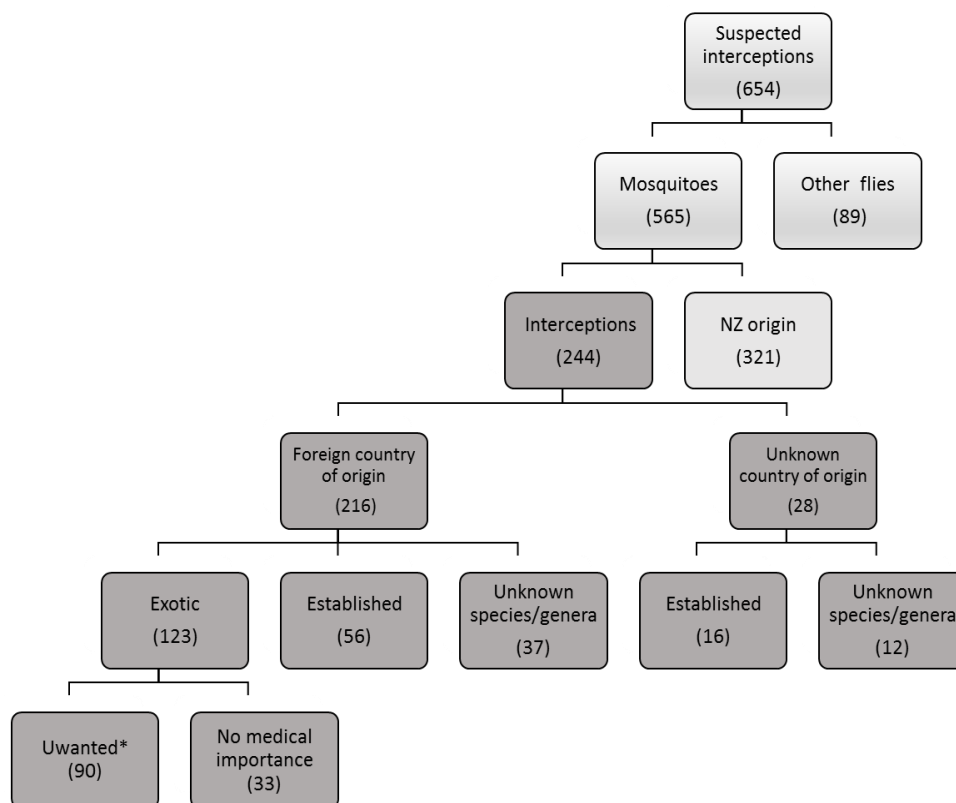 Suspected
interceptions
(654)
Mosquitoes
(565)
Other flies
(89)
Interceptions
(244)
NZ origin
(321)
Foreign country
of origin
(216)
Unknown
country of origin
(28)
Exotic
(123)
Established
(56)
Unknown
species/genera
(37)
Established
(16)
Unknown
species/genera
(12)
Uwanted*
(90)
No medical
importance
(33)